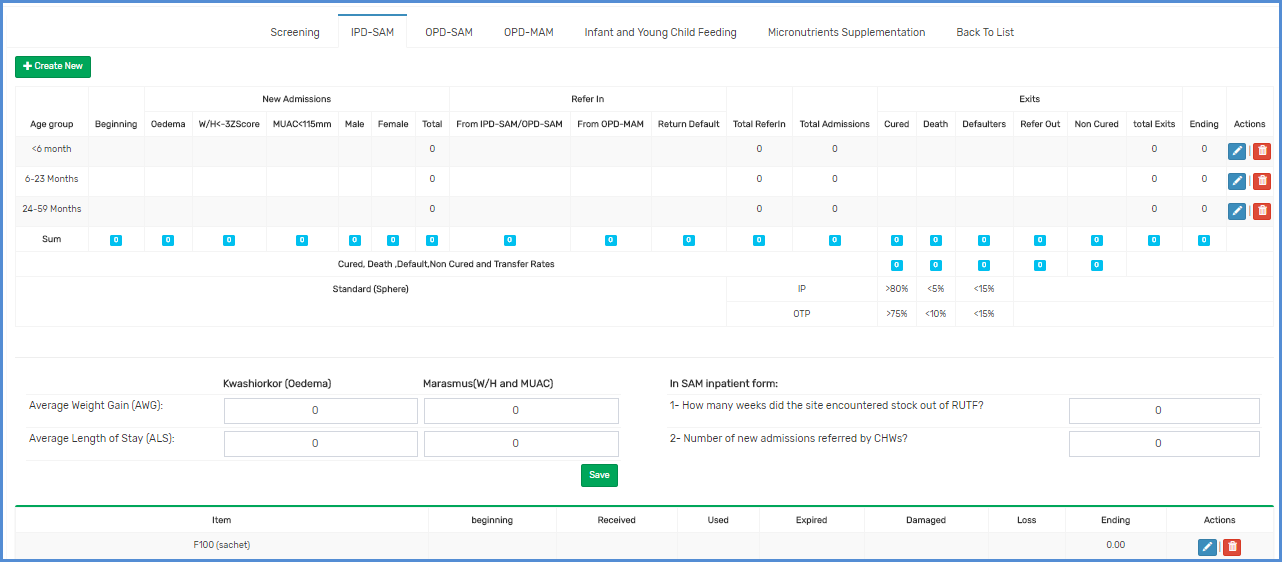 Screening IPD-SAM OPD-SAM OPD-MAM Infant and Young Child Feeding Micronutrients Supplementation Back To List
Create New
New Admissions Refer In Exits
Age group Beginning Oedema W/H<-3ZScore MUAC<115mm Male Female Total From IPD-SAM/OPD-SAM From OPD-MAM Return Default Total ReferIn Total Admissions Cured Death Defaulters Refer Out Non Cured total Exits Ending Actions
<6 month 0 0 0 0 0 |
6-23 Months 0 0 0 0 0 |
24-59 Months 0 0 0 0 0 |
Sum 0 0 0 0 0 0 0 0 0 0 0 0 0 0 0 0 0 0 0
Cured, Death ,Default,Non Cured and Transfer Rates 0 0 0 0 0
Standard (Sphere) IP >80% <5% <15%
OTP >75% <10% <15%
Kwashiorkor (Oedema) Marasmus(W/H and MUAC) In SAM inpatient form:
Average Weight Gain (AWG): 0 0 1- How many weeks did the site encountered stock out of RUTF? 0
Average Length of Stay (ALS): 0 0 2- Number of new admissions referred by CHWs? 0
Save
Item beginning Received Used Expired Damaged Loss Ending Actions
F100 (sachet) 0.00 |